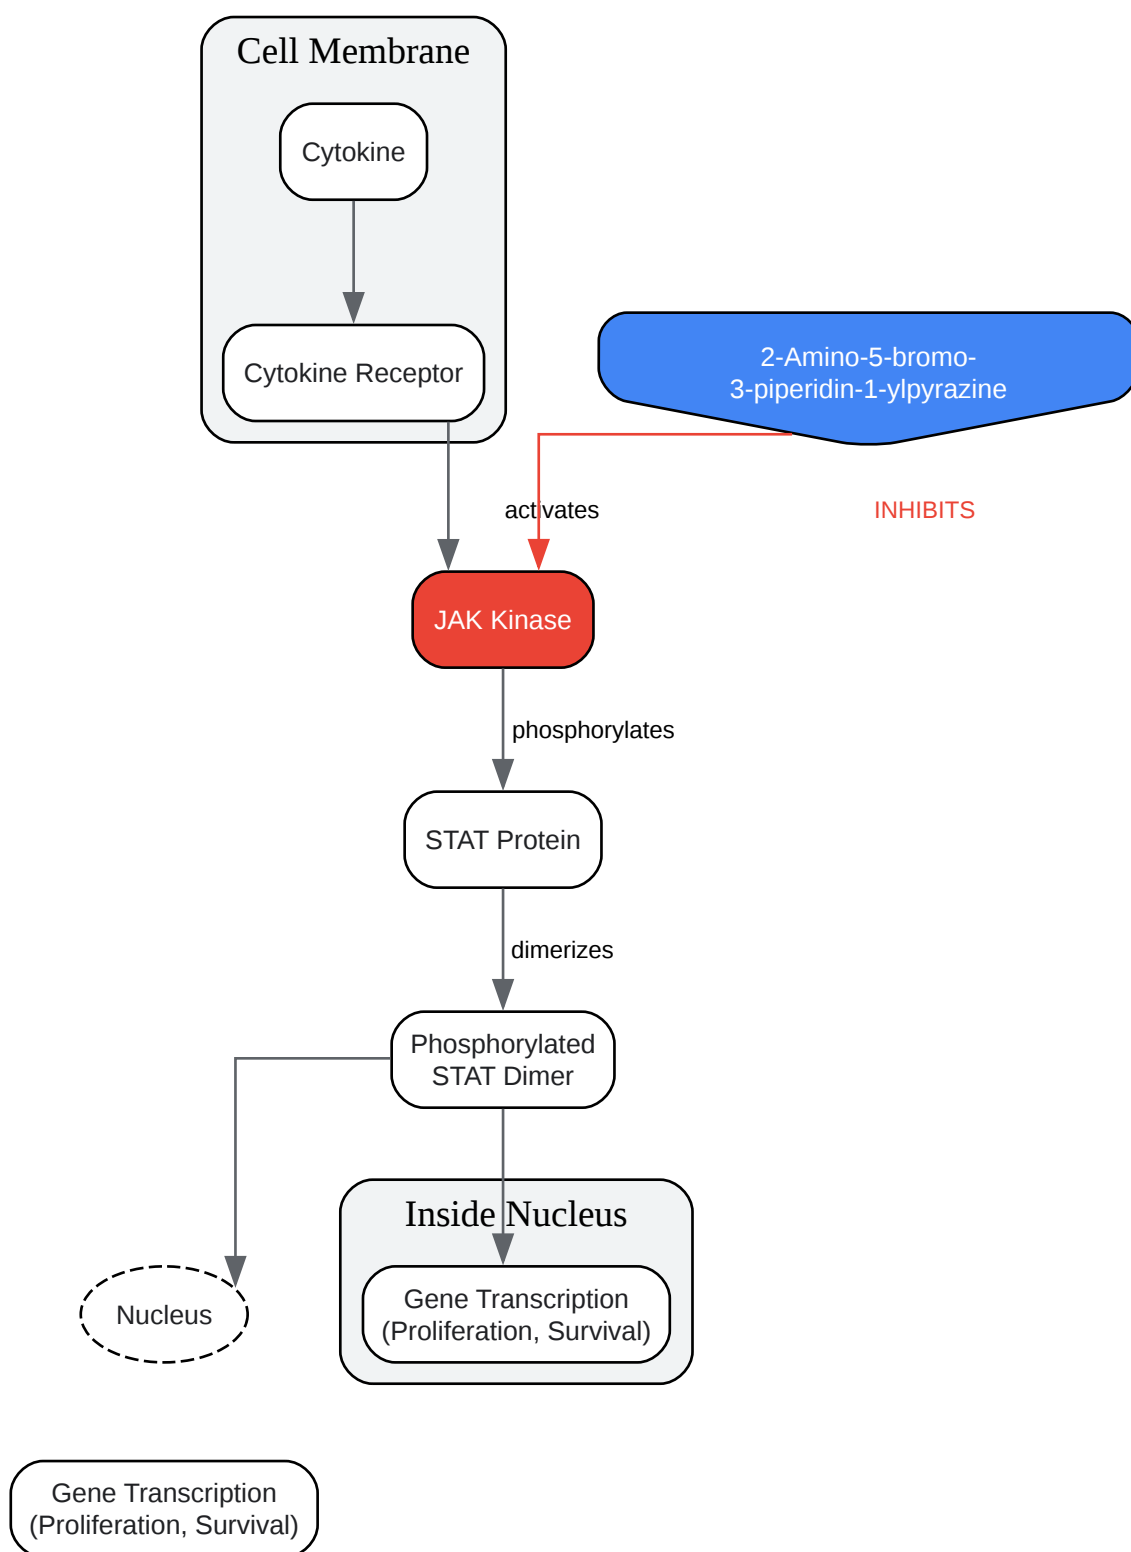 Cell Membrane
Cytokine
Cytokine Receptor
2-Amino-5-bromo-
3-piperidin-1-ylpyrazine
activates
INHIBITS
JAK Kinase
phosphorylates
STAT Protein
dimerizes
Phosphorylated
STAT Dimer
Inside Nucleus
Gene Transcription
(Proliferation, Survival)
Nucleus
Gene Transcription
(Proliferation, Survival)